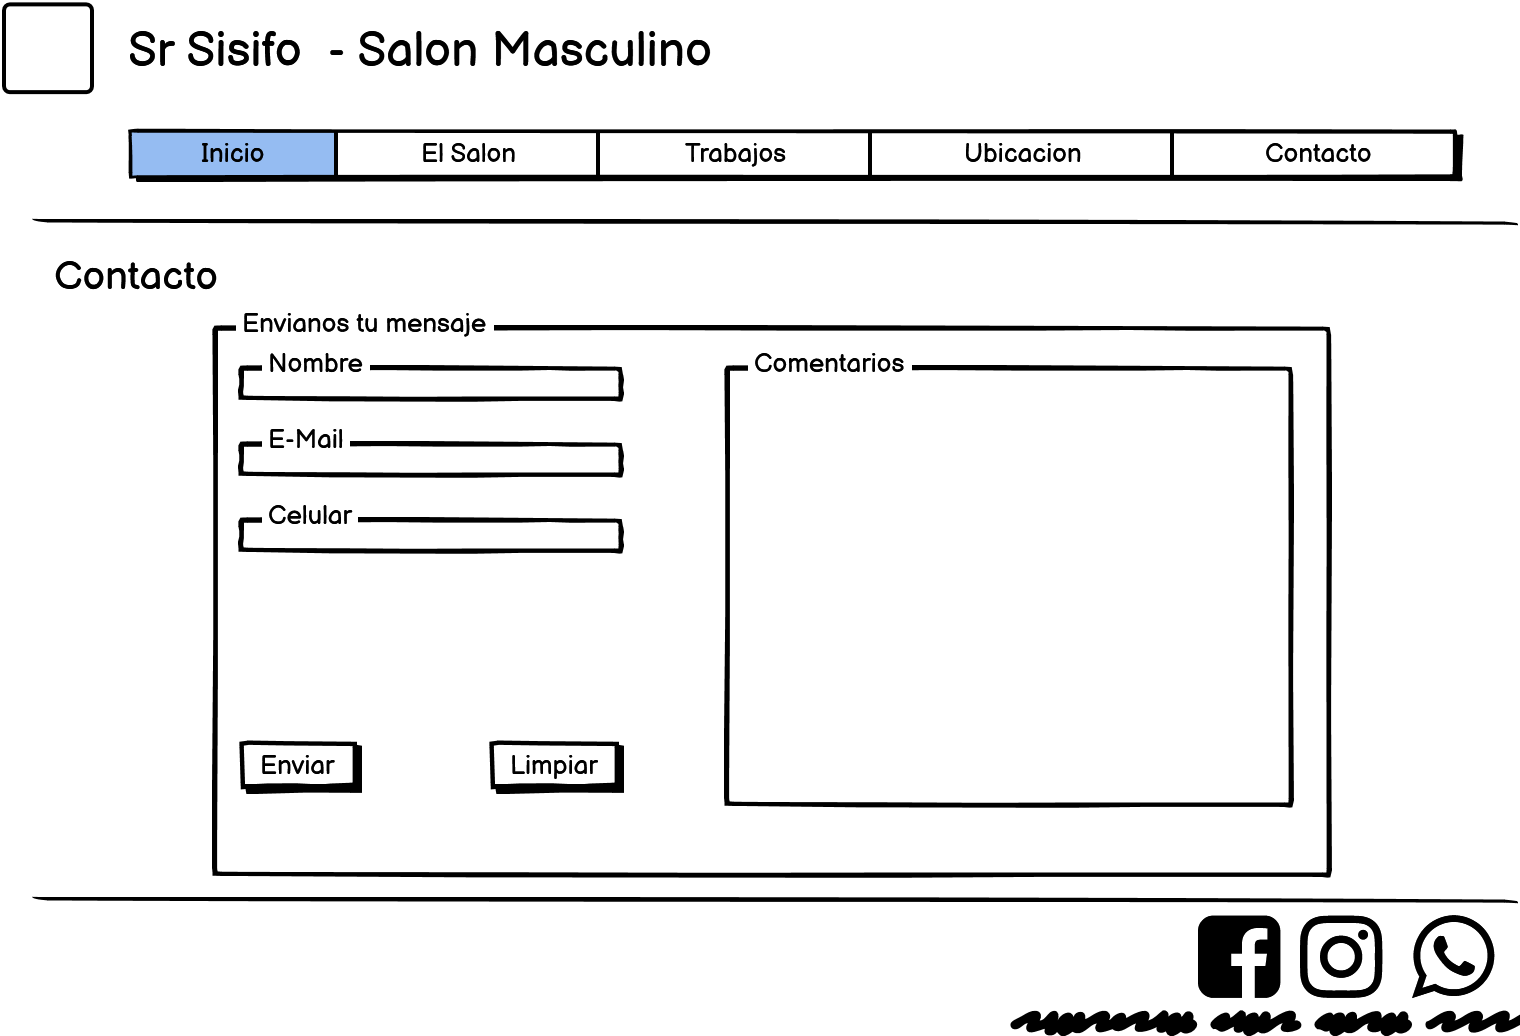 Sr Sisifo - Salon Masculino
Inicio El Salon Trabajos Ubicacion Contacto
Contacto
Envianos tu mensaje
Nombre
Comentarios
E-Mail
Celular
Enviar Limpiar